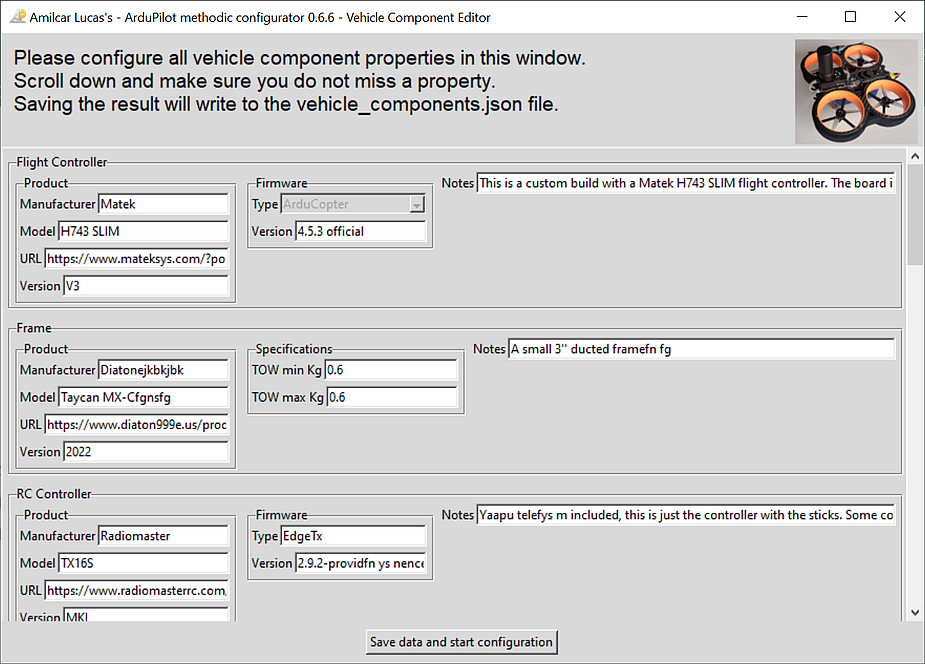 Amilcar Lucas's - ArduPilot methodic configurator 0.6.6 - Vehicle Component Editor
Please configure all vehicle component properties in this window.
Scroll down and make sure you do not miss a property.
Saving the result will write to the vehicle_components.json file.
Flight Controller
Product
Manufacturer Matek
Model H743 SLIM
URL https://www.mateksys.com/?po
Version V3
Firmware
Type ArduCopter
Version 4.5.3 official
Notes This is a custom build with a Matek H743 SLIM flight controller. The board i
Frame
Product
Manufacturer Diatonejkbkjbk
Model Taycan MX-Cfgnsfg
URL https://www.diaton999e.us/proc
Version 2022
Specifications
TOW min Kg 0.6
TOW max Kg 0.6
Notes A small 3'' ducted framefn fg
RC Controller
Product
Manufacturer Radiomaster
Model TX16S
URL https://www.radiomasterrc.com,
Version MKI
Firmware
Type EdgeTx
Version 2.9.2-providfn ys nence
Notes Yaapu telefys m included, this is just the controller with the sticks. Some co
Save data and start configuration